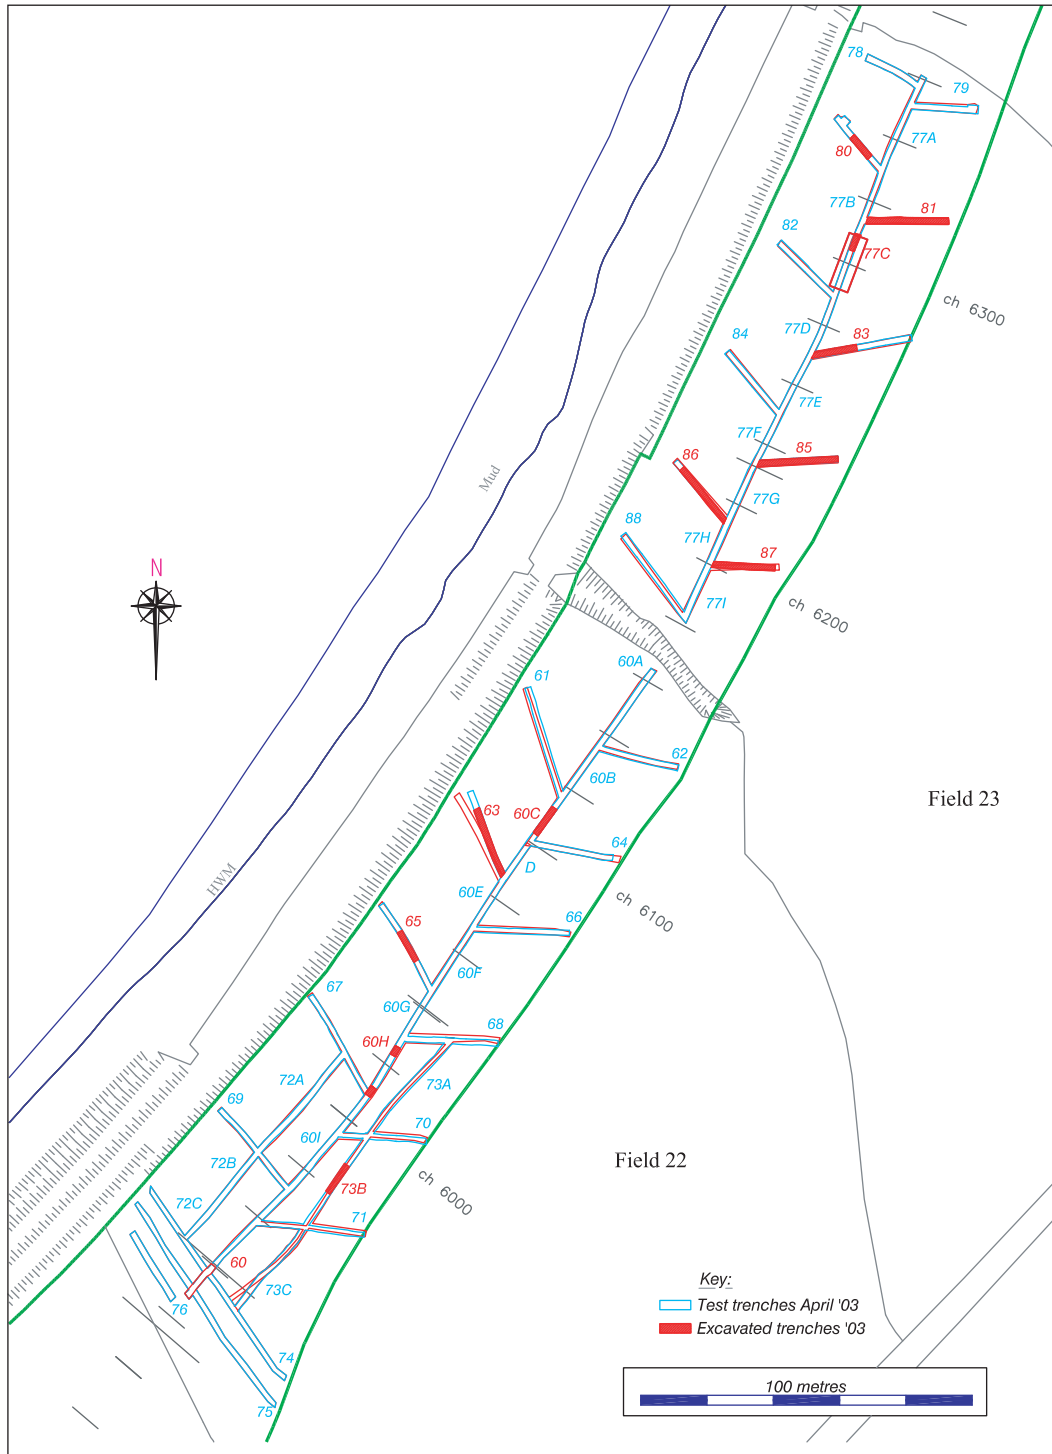 78
79
77A
80
77B
81
82
77C
ch 6300
77D
83
84
77E
77F
85
86
Mud
77G
88
77H
87
N
77I
ch 6200
60A
61
62
60B
Field 23
63
60C
64
HWM
D
60E
ch 6100
65
66
60F
67
60G
68
60H
72A
73A
69
70
60I
Field 22
72B
73B
ch 6000
72C
71
60
73C
76
Key:
Test trenches April '03
Excavated trenches '03
74
100 metres
75